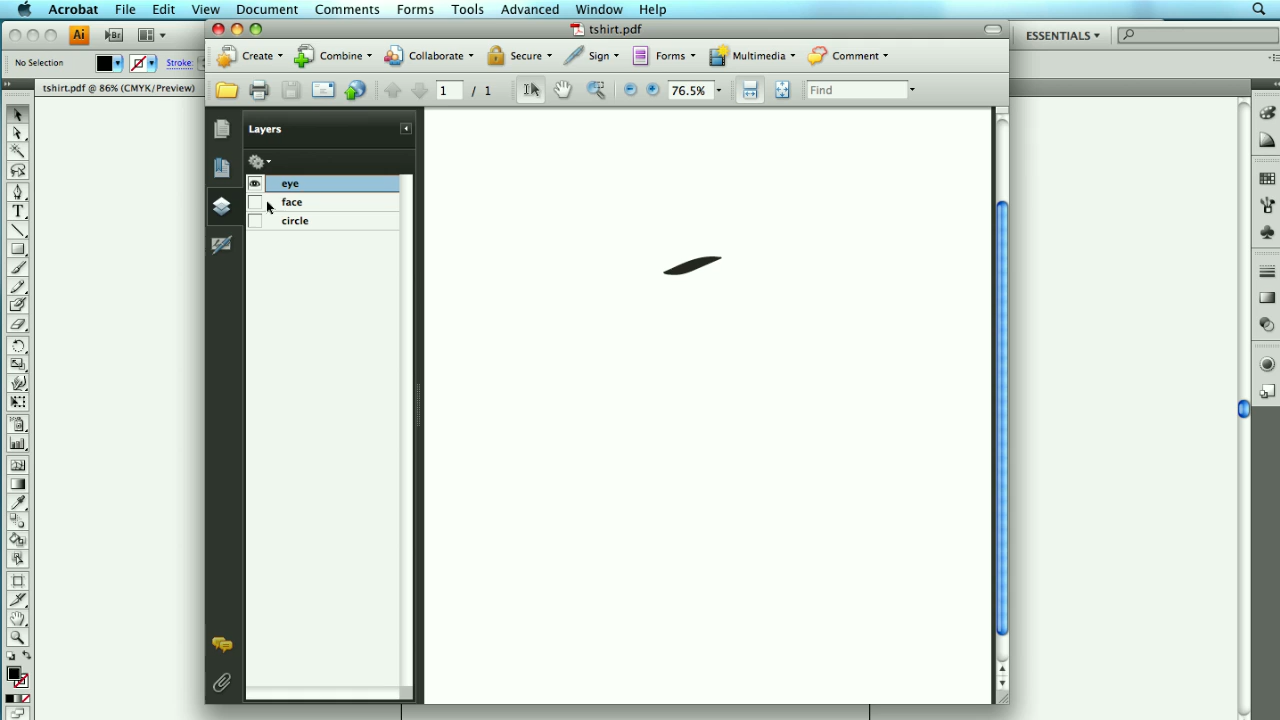 Acrobat File Edit View Document Comments Forms Tools Advanced Window Help
tshirt.pdf
Ai Br ESSENTIALS
Create Combine Collaborate Secure Sign Forms Multimedia Comment
No Selection Stroke:
tshirt.pdf @ 86% (CMYK/Preview)
1 / 1 76.5% Find
Layers
eye
face
circle